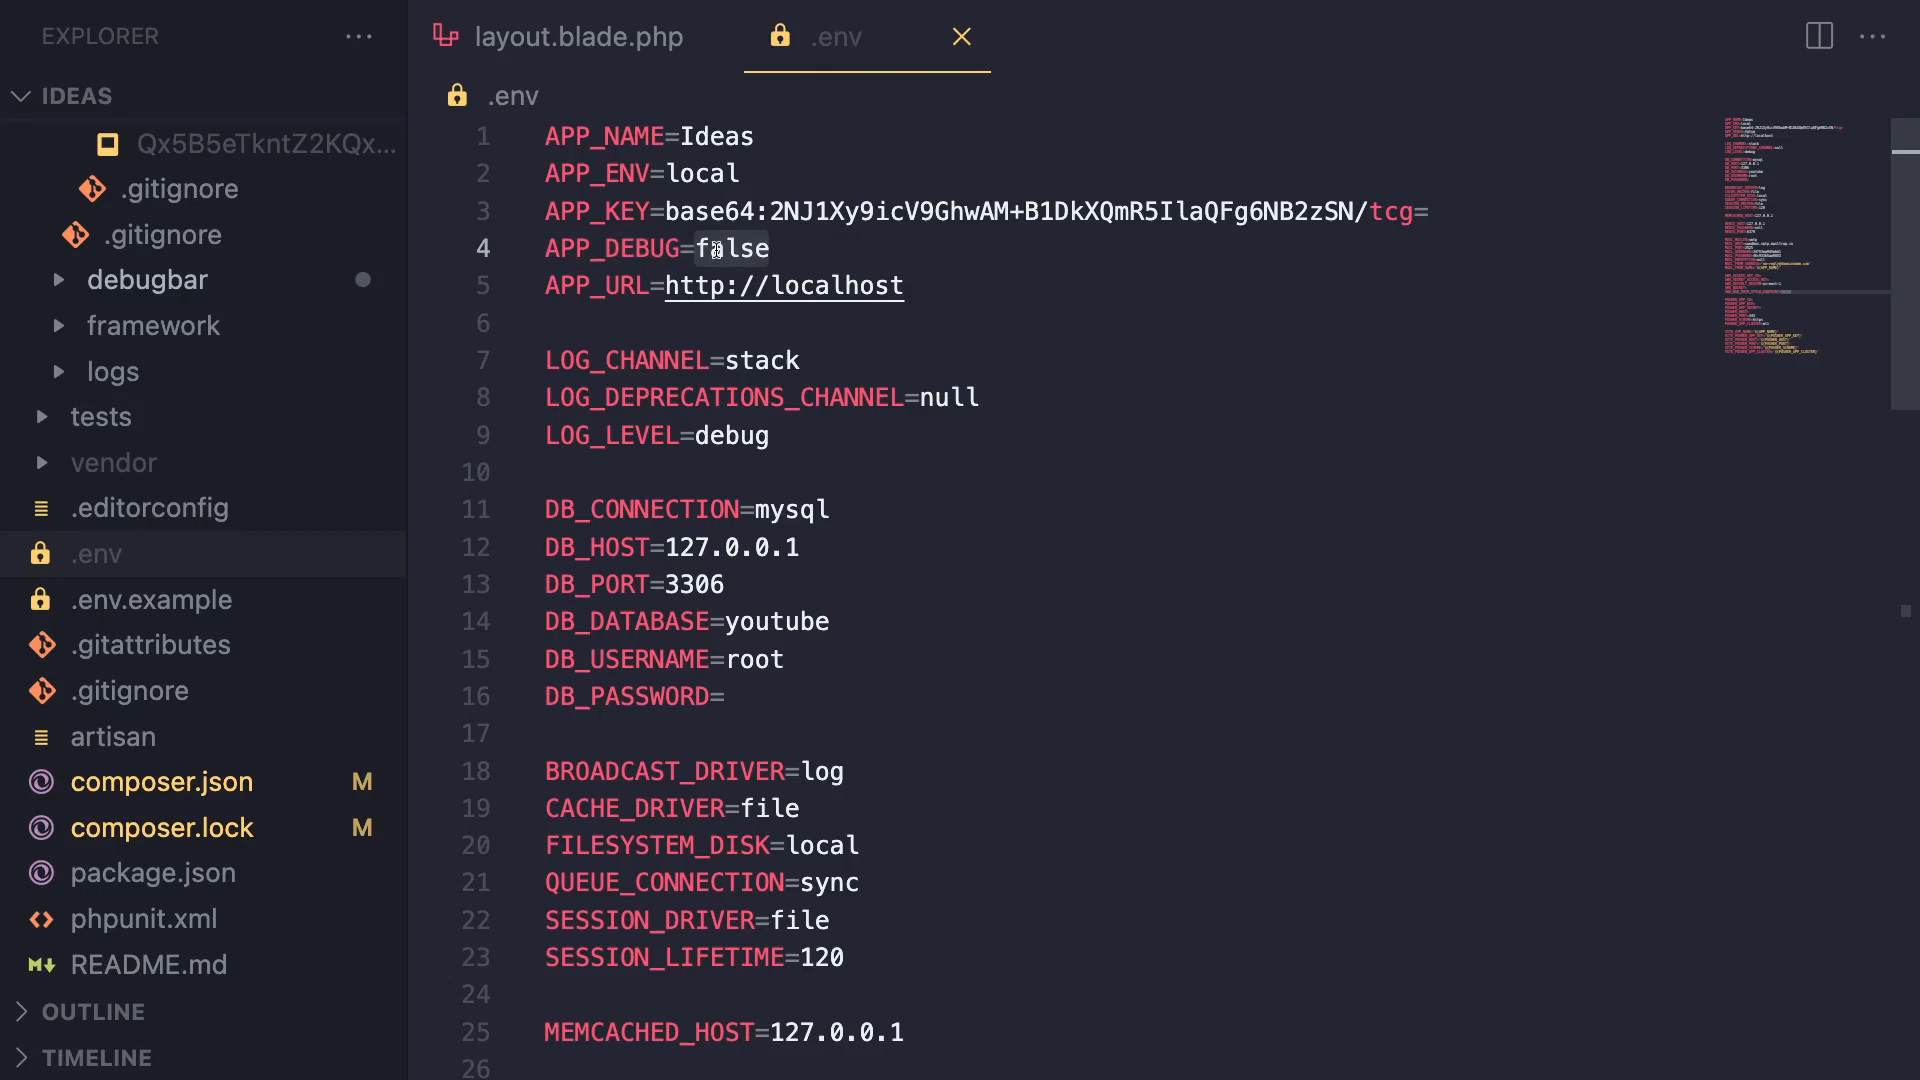 EXPLORER
IDEAS
Qx5B5eTkntZ2KQx...
.gitignore
.gitignore
debugbar
framework
logs
tests
vendor
.editorconfig
.env
.env.example
.gitattributes
.gitignore
artisan
composer.json M
composer.lock M
package.json
phpunit.xml
README.md
OUTLINE
TIMELINE
layout.blade.php
.env
.env
1 APP_NAME=Ideas
2 APP_ENV=local
3 APP_KEY=base64:2NJ1Xy9icV9GhwAM+B1DkXQmR5IlaQFg6NB2zSN/tcg=
4 APP_DEBUG=false
5 APP_URL=http://localhost
6
7 LOG_CHANNEL=stack
8 LOG_DEPRECATIONS_CHANNEL=null
9 LOG_LEVEL=debug
10
11 DB_CONNECTION=mysql
12 DB_HOST=127.0.0.1
13 DB_PORT=3306
14 DB_DATABASE=youtube
15 DB_USERNAME=root
16 DB_PASSWORD=
17
18 BROADCAST_DRIVER=log
19 CACHE_DRIVER=file
20 FILESYSTEM_DISK=local
21 QUEUE_CONNECTION=sync
22 SESSION_DRIVER=file
23 SESSION_LIFETIME=120
24
25 MEMCACHED_HOST=127.0.0.1
26